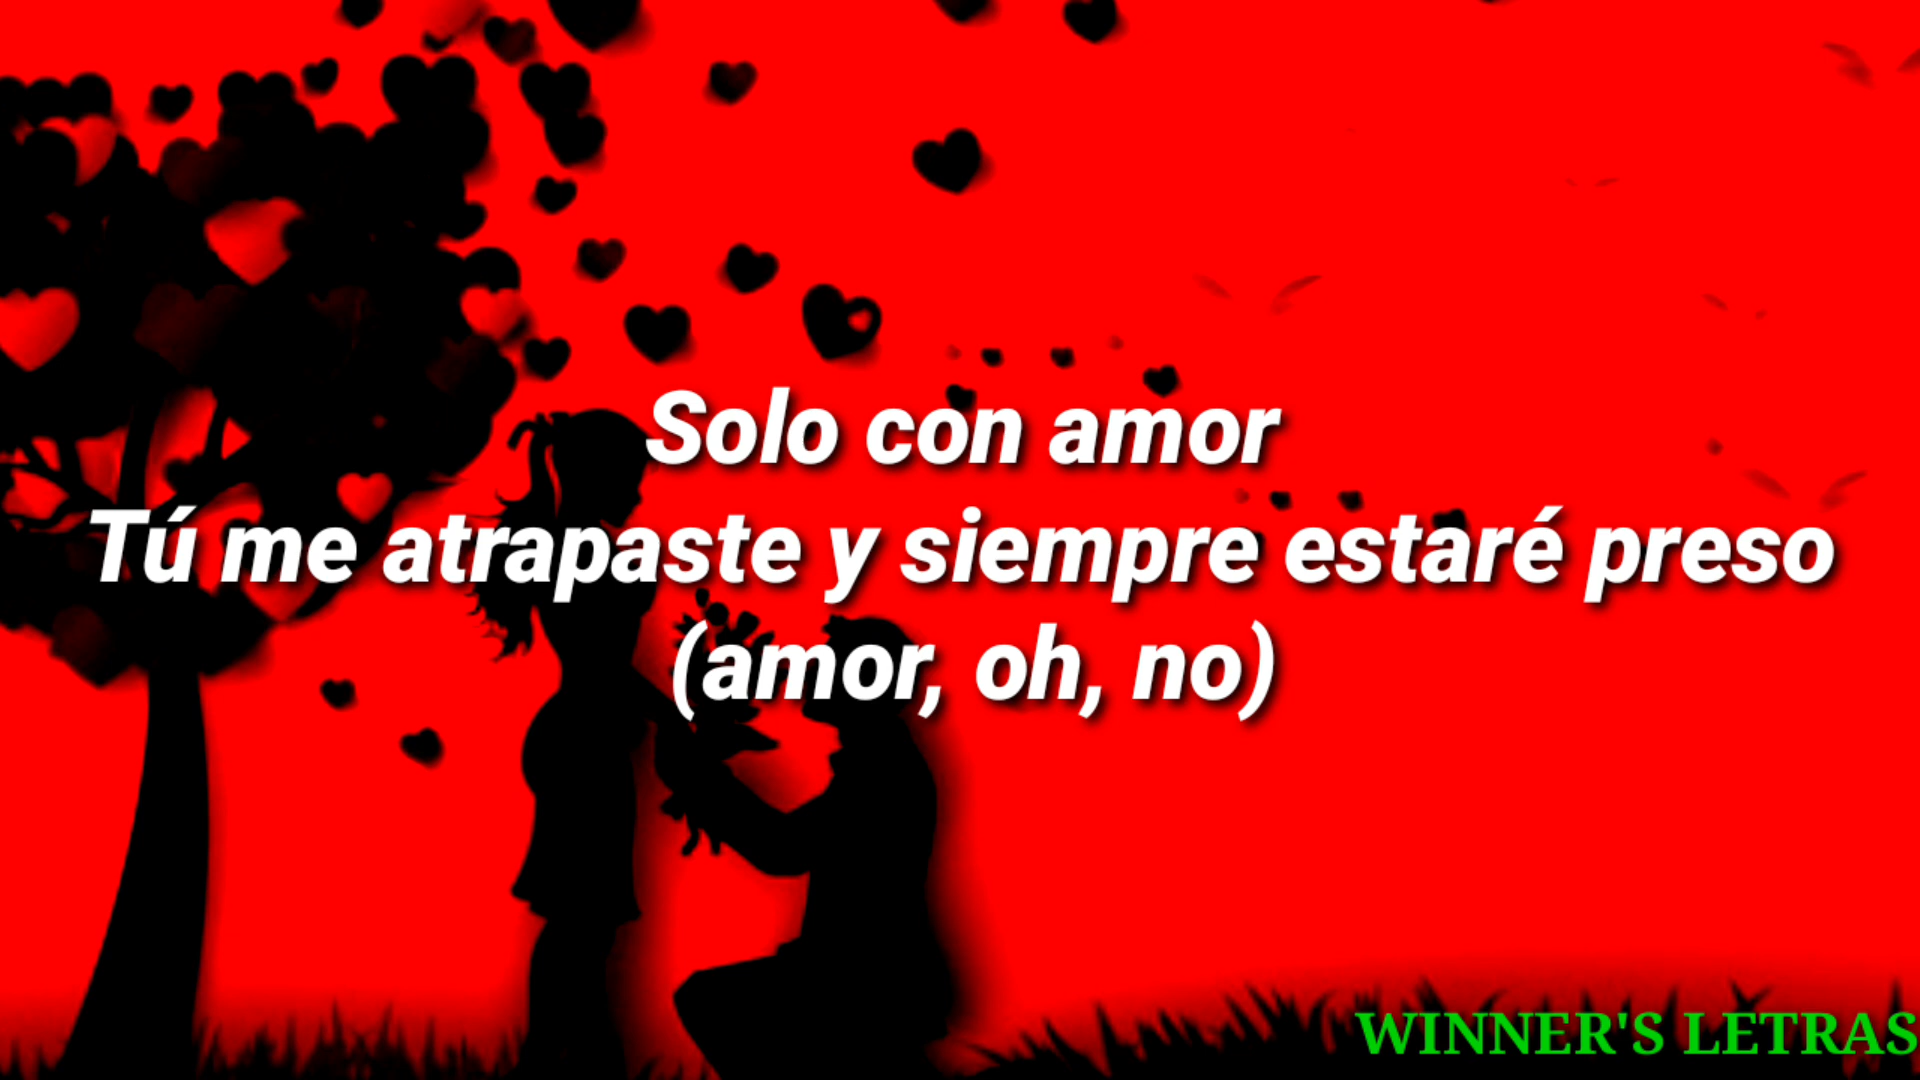 Solo con amor
Tú me atrapaste y siempre estaré preso
(amor, oh, no)
WINNER'S LETRAS